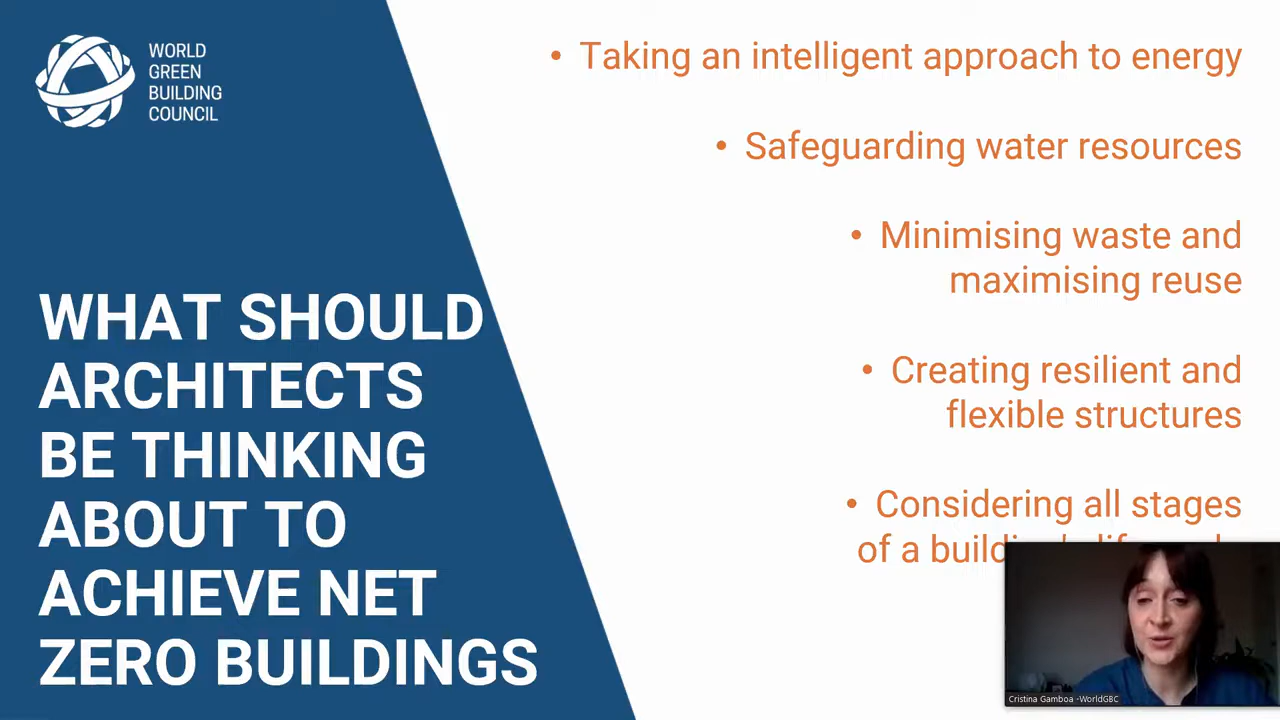 WORLD
GREEN
BUILDING
COUNCIL
WHAT SHOULD
ARCHITECTS
BE THINKING
ABOUT TO
ACHIEVE NET
ZERO BUILDINGS
• Taking an intelligent approach to energy
• Safeguarding water resources
• Minimising waste and
maximising reuse
• Creating resilient and
flexible structures
• Considering all stages
of a
Cristina Gamboa -WorldGBC